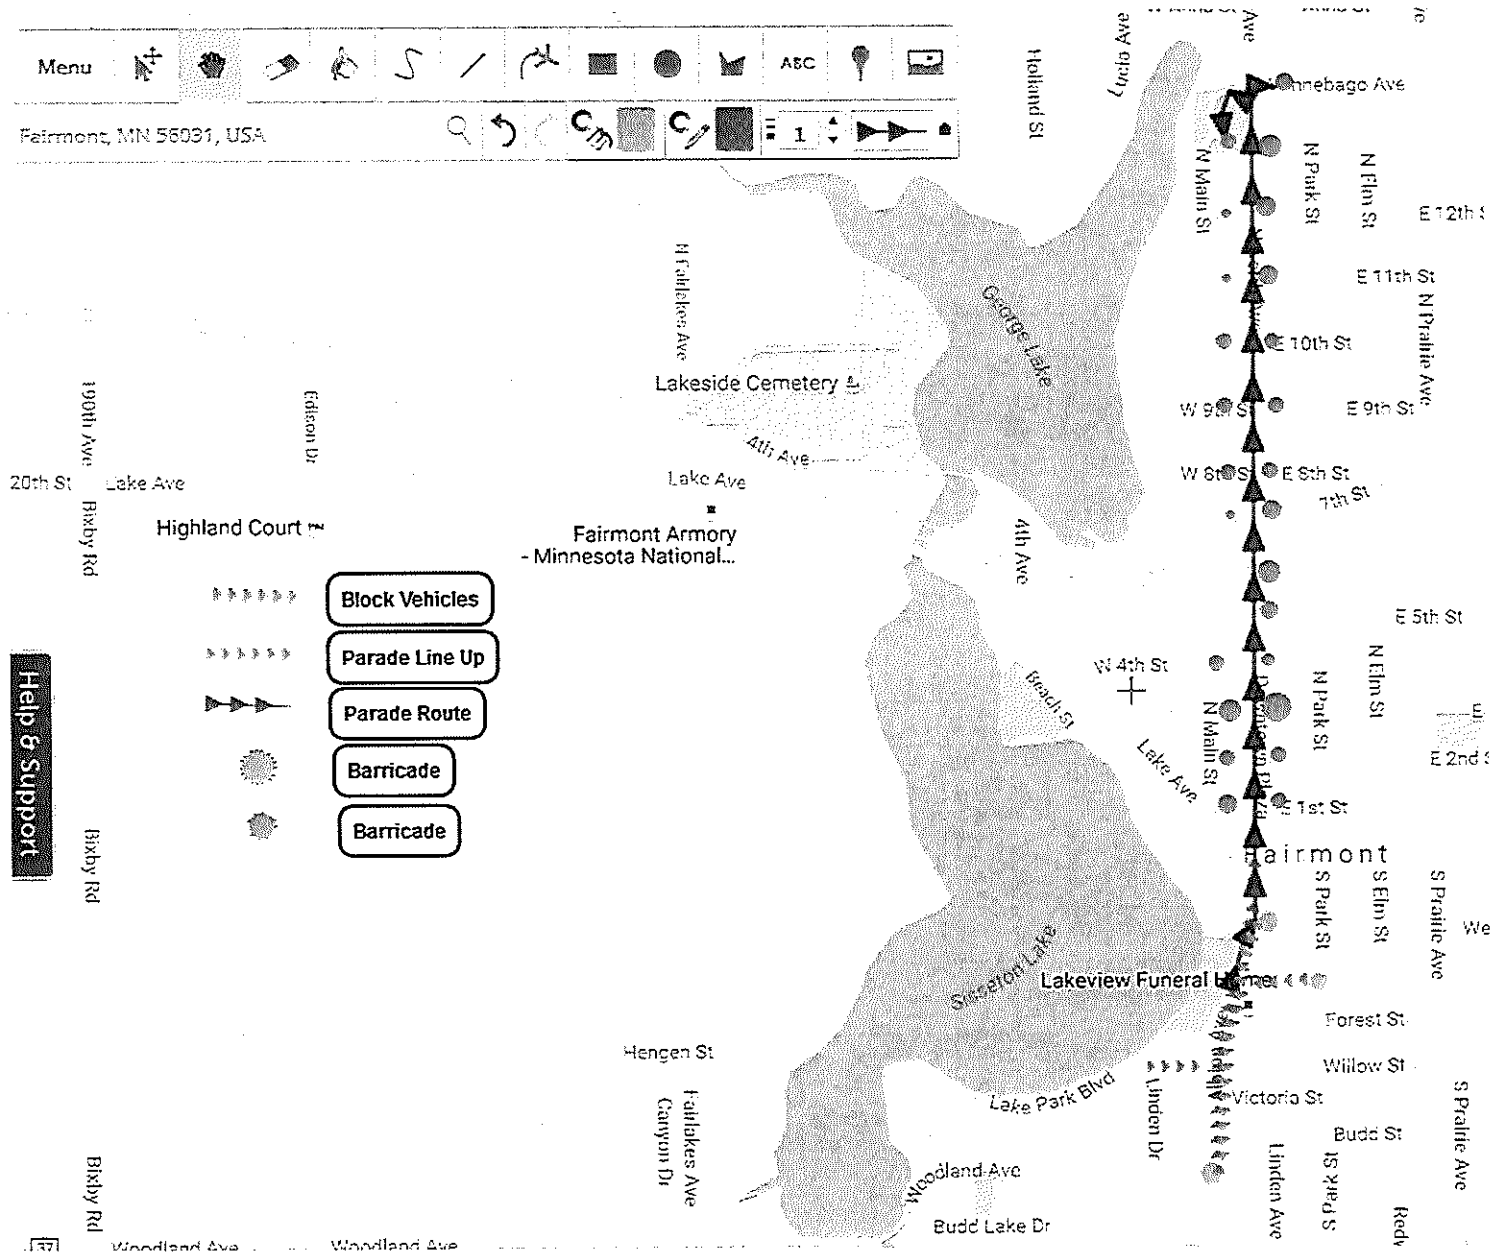 Menu
ABC
Fairmont, MN 56031, USA
1
Lucia Ave
Holland St
Ave
N Main St
N Park St
N Elm St
E 12th S
E 11th St
N Prairie Ave
E 10th St
W 9th St
E 9th St
W 8th St
E 8th St
7th St
N Fairlakes Ave
George Lake
Lakeside Cemetery
4th Ave
190th Ave
Edison Dr
20th St
Lake Ave
Lake Ave
Bixby Rd
Highland Court
Fairmont Armory
- Minnesota National...
4th Ave
Block Vehicles
Parade Line Up
Parade Route
Barricade
Barricade
Help & Support
E 5th St
W 4th St
Beach St
N Main St
Downtown Plaza
N Park St
N Elm St
E
E 2nd S
Lake Ave
E 1st St
Fairmont
S Park St
S Elm St
S Prairie Ave
We
Bixby Rd
Sisseton Lake
Lakeview Funeral Home
Forest St
Hengen St
Willow St
Lake Park Blvd
Linden Dr
Victoria St
S Prairie Ave
Canyon Dr
Fairlakes Ave
Budd St
Bixby Rd
Woodland Ave
Linden Ave
S Park St
Redw
Budd Lake Dr
37
Woodland Ave
Woodland Ave